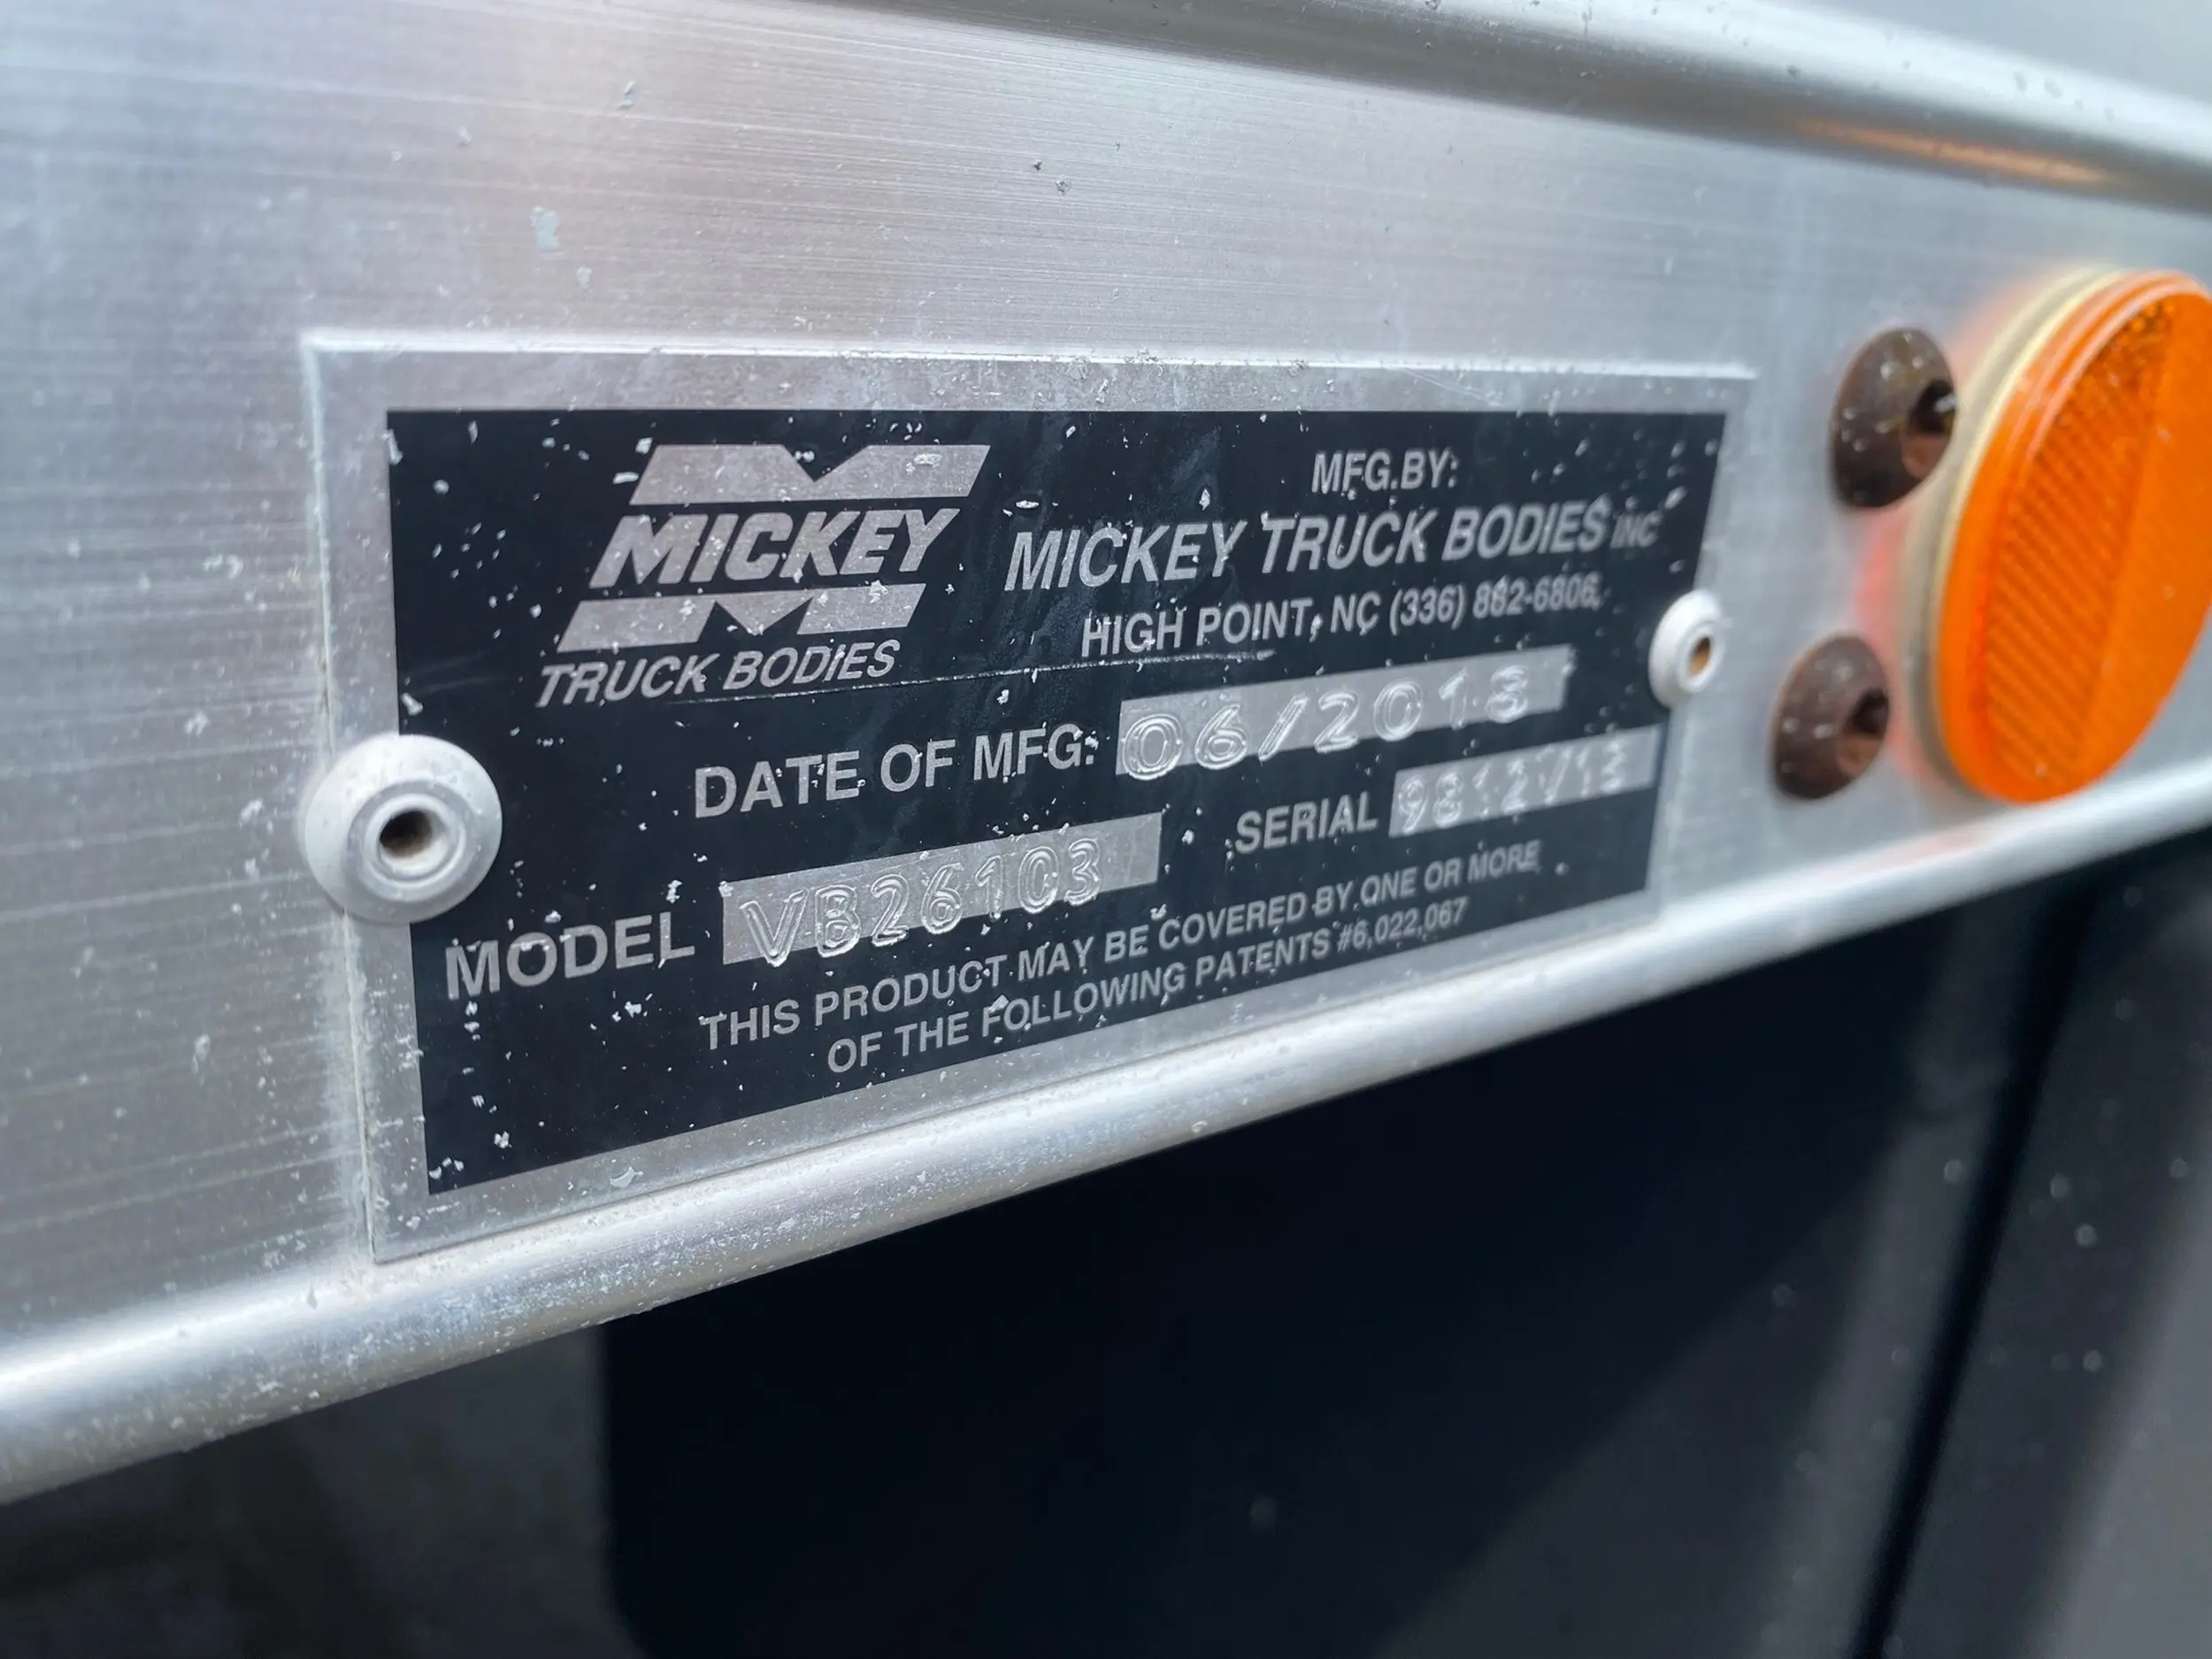 MICKEY
TRUCK BODIES
MFG.BY:
MICKEY TRUCK BODIES INC
HIGH POINT, NC (336) 882-6806
DATE OF MFG: 06/2018
MODEL VB26103
SERIAL
THIS PRODUCT MAY BE COVERED BY ONE OR MORE
OF THE FOLLOWING PATENTS #6,022,067